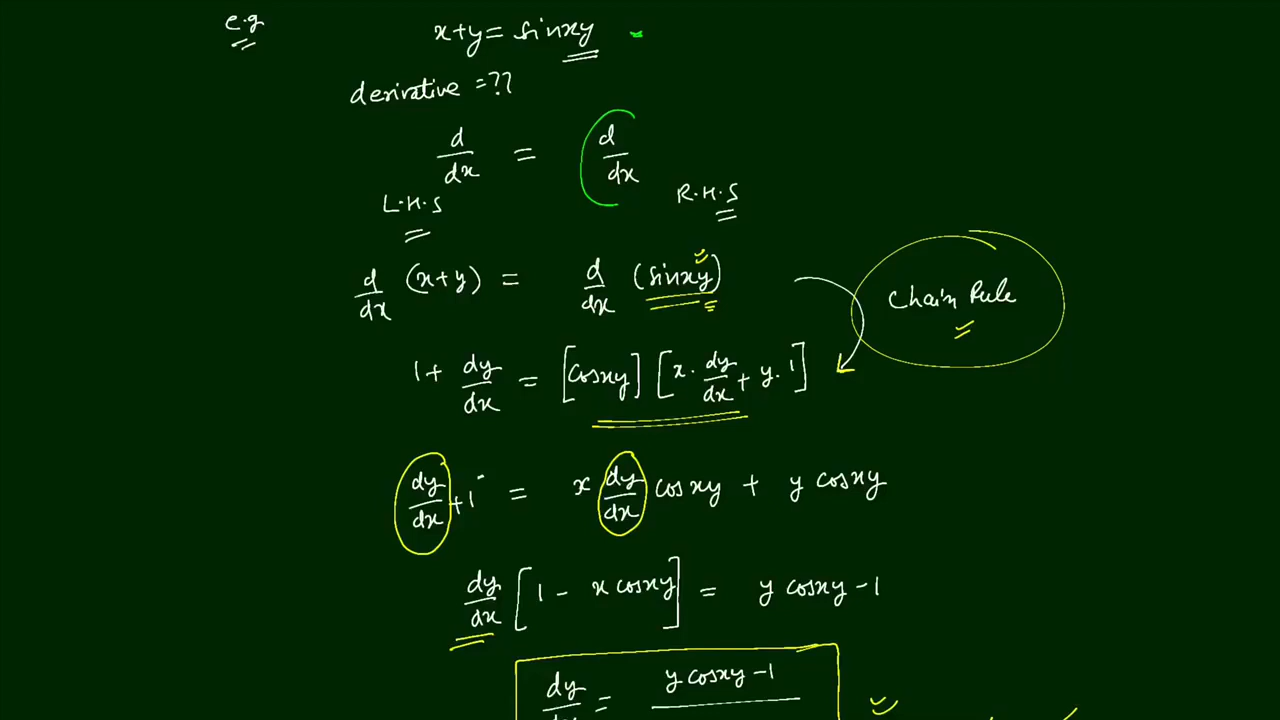 e.g x+y = sinxy
derivative = ??
d/dx = d/dx
L.H.S R.H.S
d/dx (x+y) = d/dx (sinxy)
Chain Rule
1 + dy/dx = [cosxy] [x . dy/dx + y . 1]
dy/dx + 1 = x dy/dx cosxy + y cosxy
dy/dx [1 - x cosxy] = y cosxy - 1
dy/dx = y cosxy - 1